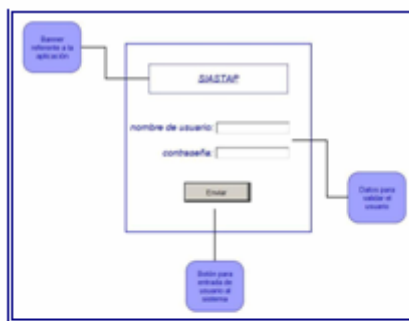 Banner
referente a la
aplicación
SIASTAP
nombre de usuario:
contraseña:
Enviar
Datos para
validar el
usuario
Botón para
entrada de
usuario al
sistema